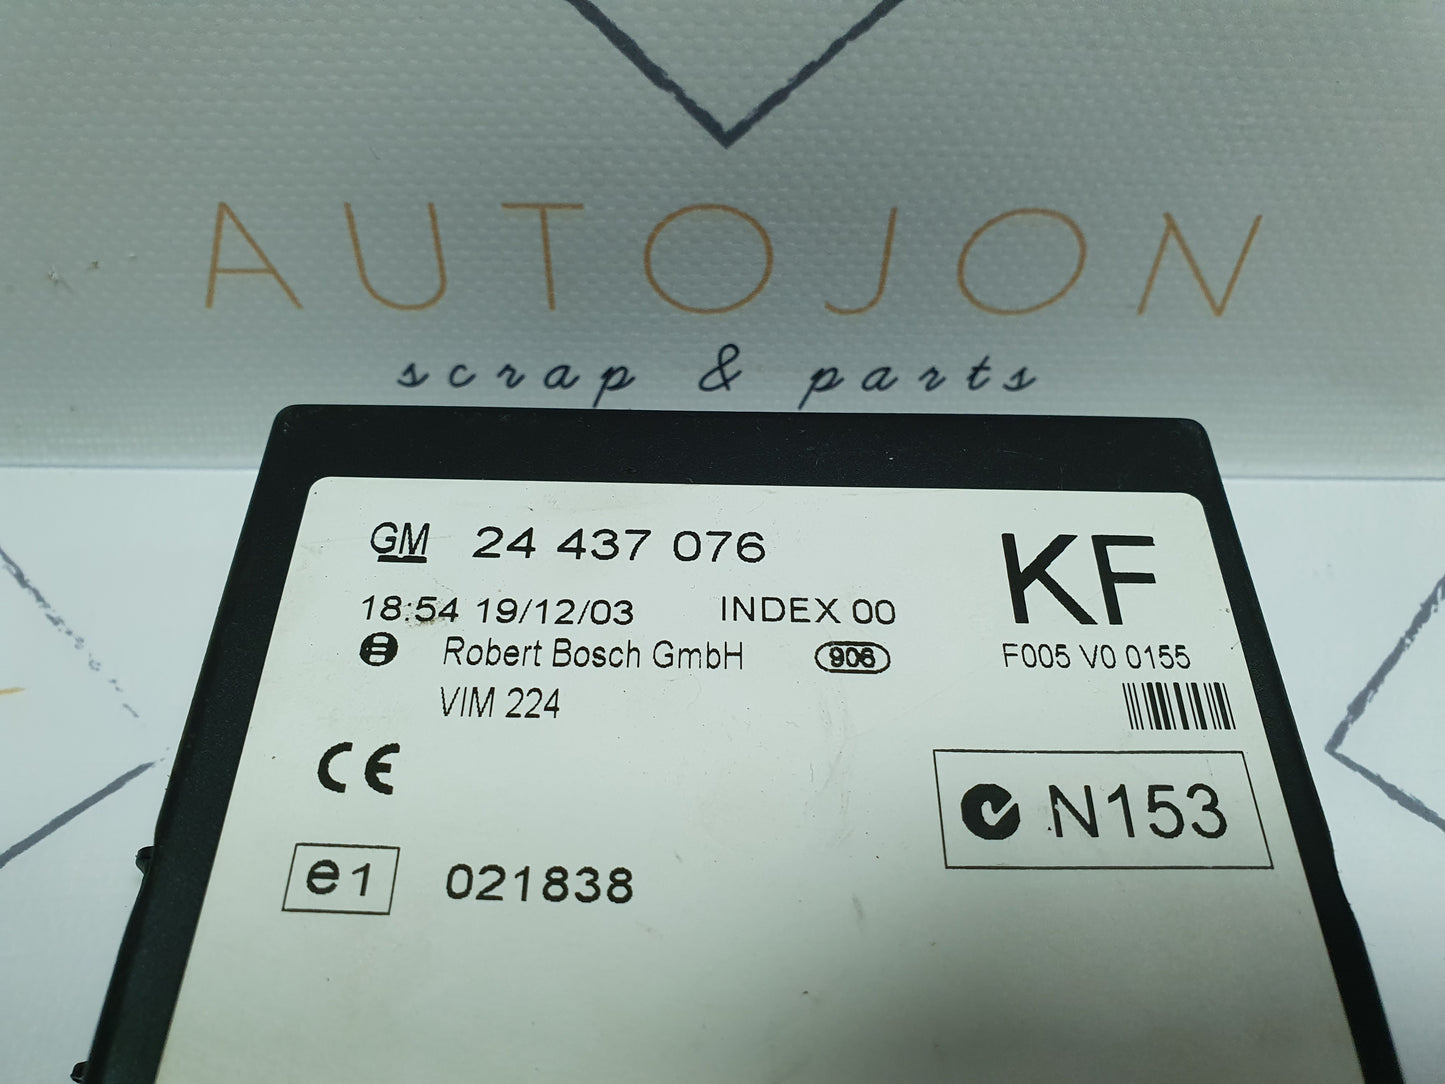 AUTOJON
scrap & parts
GM 24 437 076
KF
18:54 19/12/03 INDEX 00
Robert Bosch GmbH 906
F005 V0 0155
VIM 224
CE
N153
e1 021838